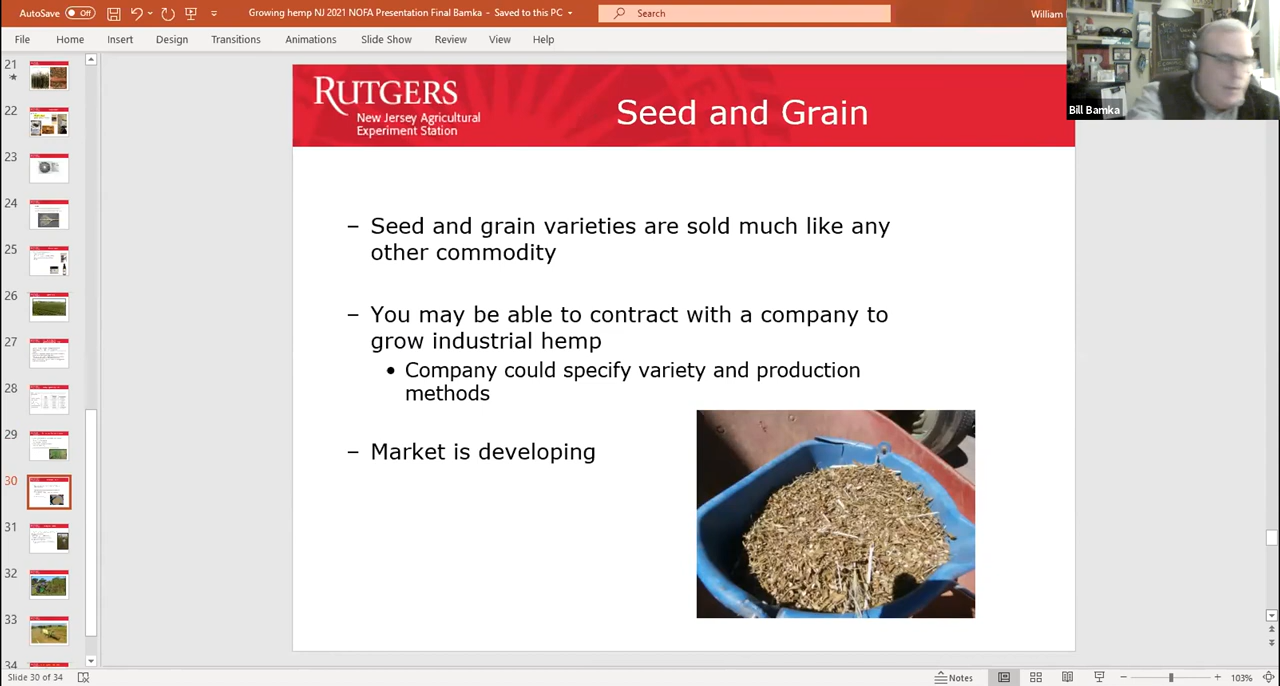 AutoSave Off
Growing hemp NJ 2021 NOFA Presentation Final Bamka - Saved to this PC
Search
William
File Home Insert Design Transitions Animations Slide Show Review View Help
Bill Bamka
21
22
23
24
25
26
27
28
29
30
31
32
33
34
RUTGERS
New Jersey Agricultural
Experiment Station
Seed and Grain
– Seed and grain varieties are sold much like any
other commodity
– You may be able to contract with a company to
grow industrial hemp
• Company could specify variety and production
methods
– Market is developing
Slide 30 of 34
Notes
103%